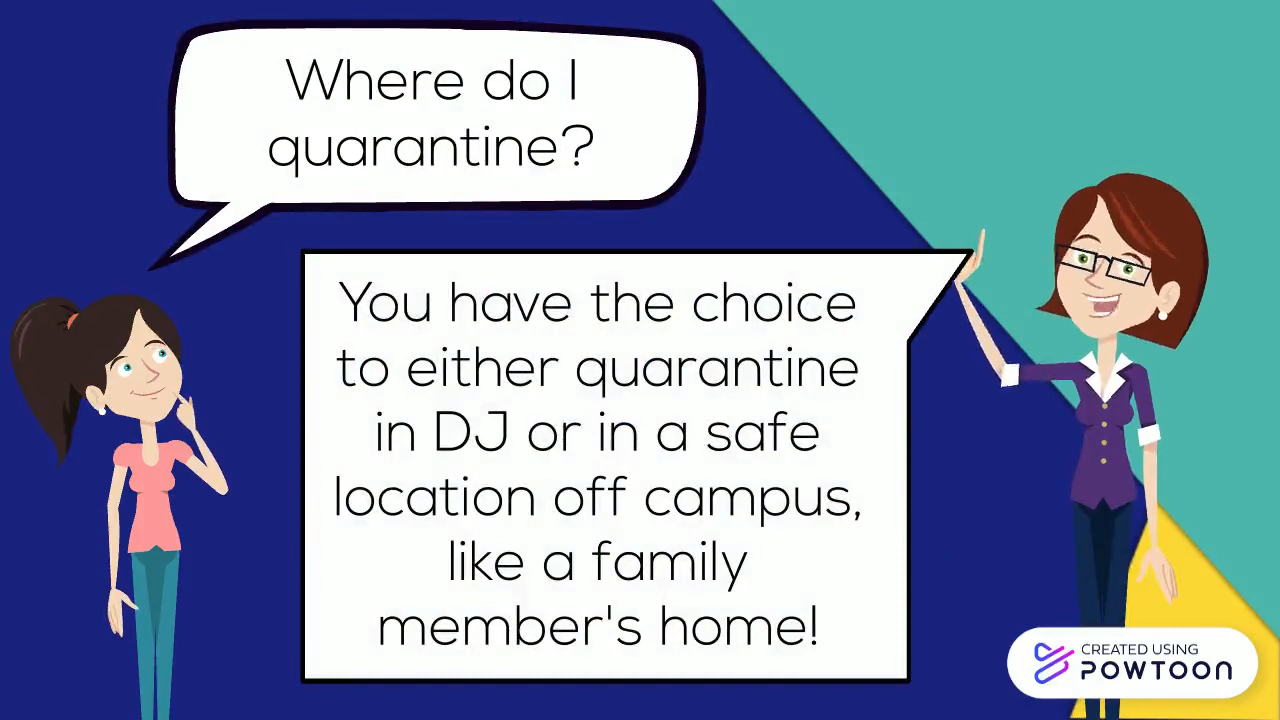 Where do I
quarantine?
You have the choice
to either quarantine
in DJ or in a safe
location off campus,
like a family
member's home!
CREATED USING
POWTOON